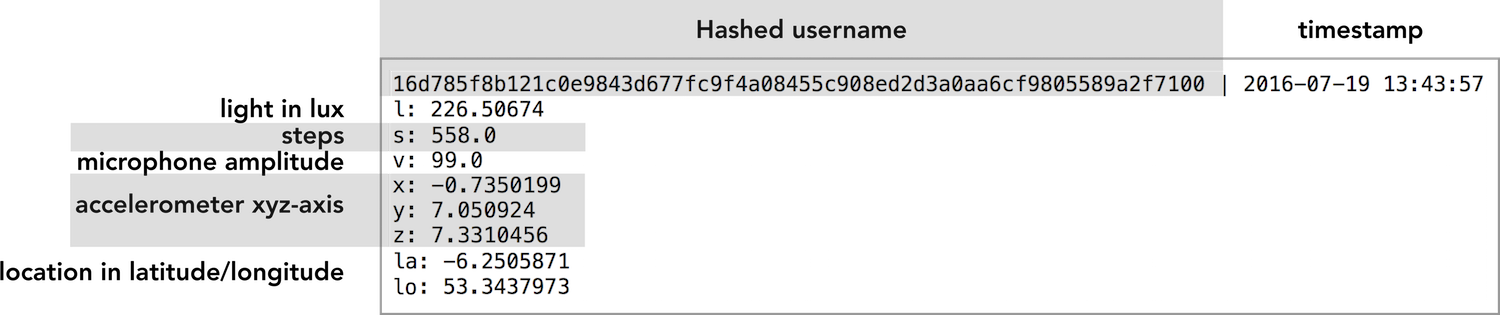 Hashed username timestamp
16d785f8b121c0e9843d677fc9f4a08455c908ed2d3a0aa6cf9805589a2f7100 | 2016-07-19 13:43:57
light in lux l: 226.50674
steps s: 558.0
microphone amplitude v: 99.0
x: -0.7350199
accelerometer xyz-axis y: 7.050924
z: 7.3310456
la: -6.2505871
location in latitude/longitude
lo: 53.3437973